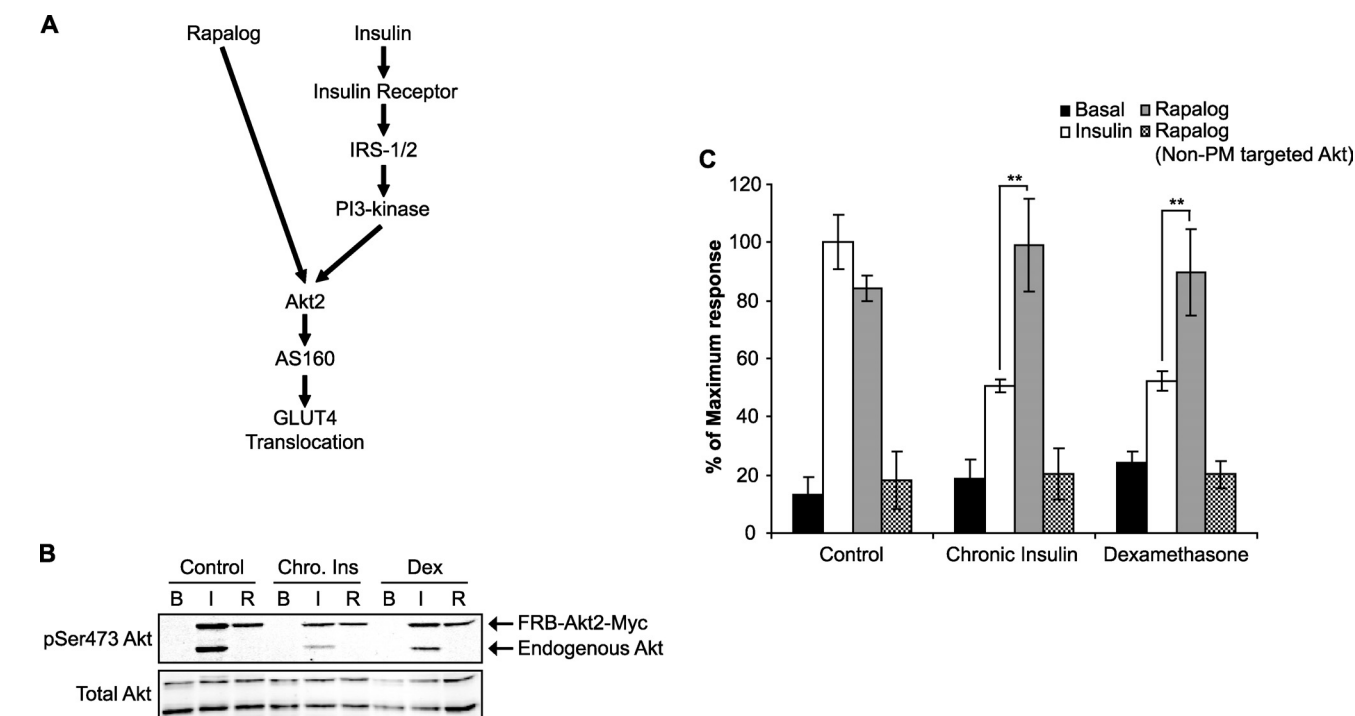 A
Rapalog
Insulin
Insulin Receptor
IRS-1/2
PI3-kinase
Akt2
AS160
GLUT4
Translocation
B
Control
Chro. Ins
Dex
B I R B I R B I R
pSer473 Akt
FRB-Akt2-Myc
Endogenous Akt
Total Akt
C
Basal
Rapalog
Insulin
Rapalog
(Non-PM targeted Akt)
% of Maximum response
120
100
80
60
40
20
0
**
**
Control
Chronic Insulin
Dexamethasone